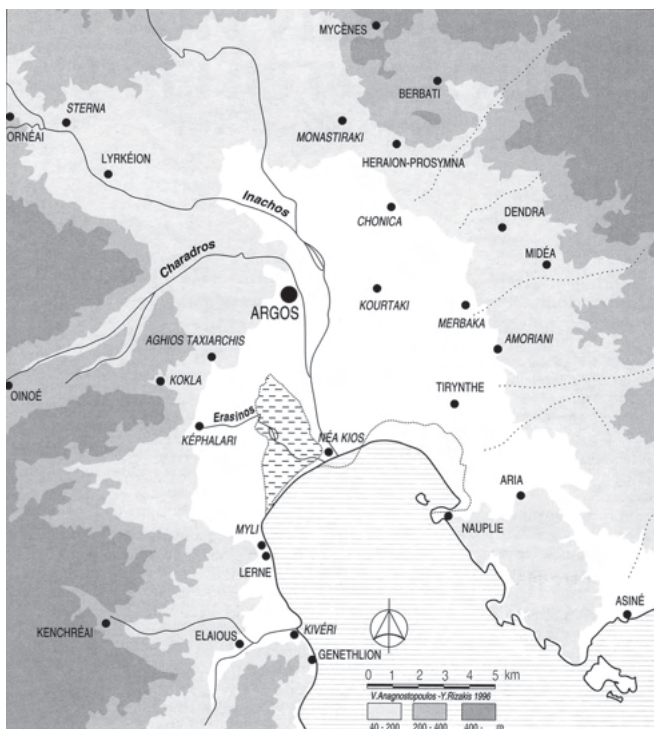 MYCÈNES
BERBATI
STERNA
ORNÉAI
MONASTIRAKI
HERAION-PROSYMNA
LYRKÉION
Inachos
CHONICA
DENDRA
MIDÉA
Charadros
ARGOS
KOURTAKI
MERBAKA
AGHIOS TAXIARCHIS
AMORIANI
KOKLA
OINOÉ
TIRYNTHE
Erasinos
KÉPHALARI
NÉA KIOS
ARIA
NAUPLIE
MYLI
LERNE
ASINÉ
KENCHRÉAI
ELAIOUS
KIVÉRI
GENETHLION
0 1 2 3 4 5 km
V.Anagnostopoulos -Y.Rizakis 1996
40 - 200 200 - 400 400 - m